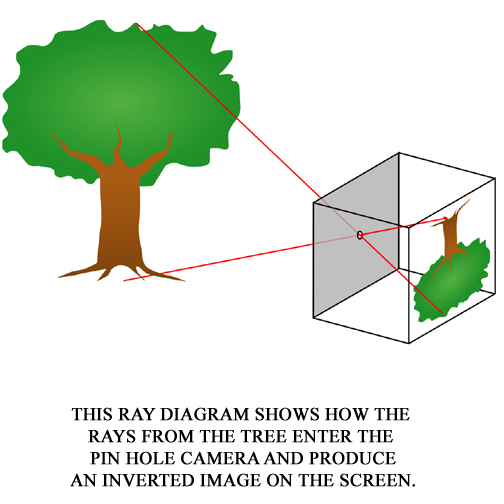 THIS RAY DIAGRAM SHOWS HOW THE
RAYS FROM THE TREE ENTER THE
PIN HOLE CAMERA AND PRODUCE
AN INVERTED IMAGE ON THE SCREEN.